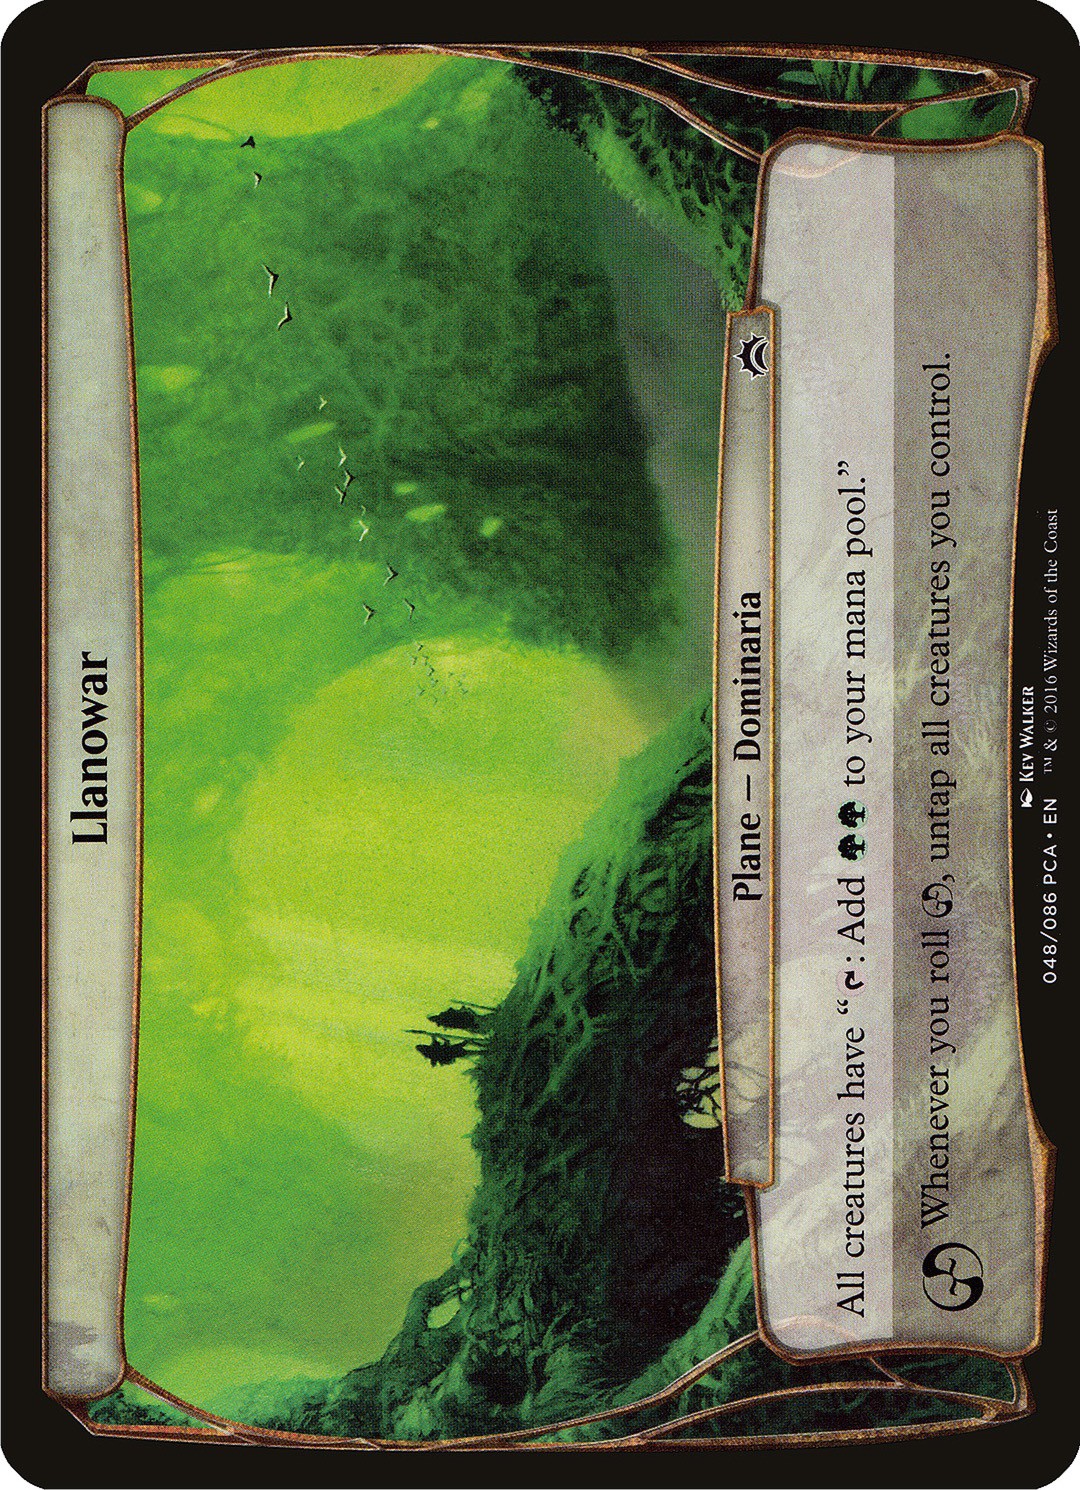 Llanowar
Plane — Dominaria
All creatures have “: Add to your mana pool.”
Whenever you roll , untap all creatures you control.
Kev Walker
048/086 PCA • EN ™ & © 2016 Wizards of the Coast